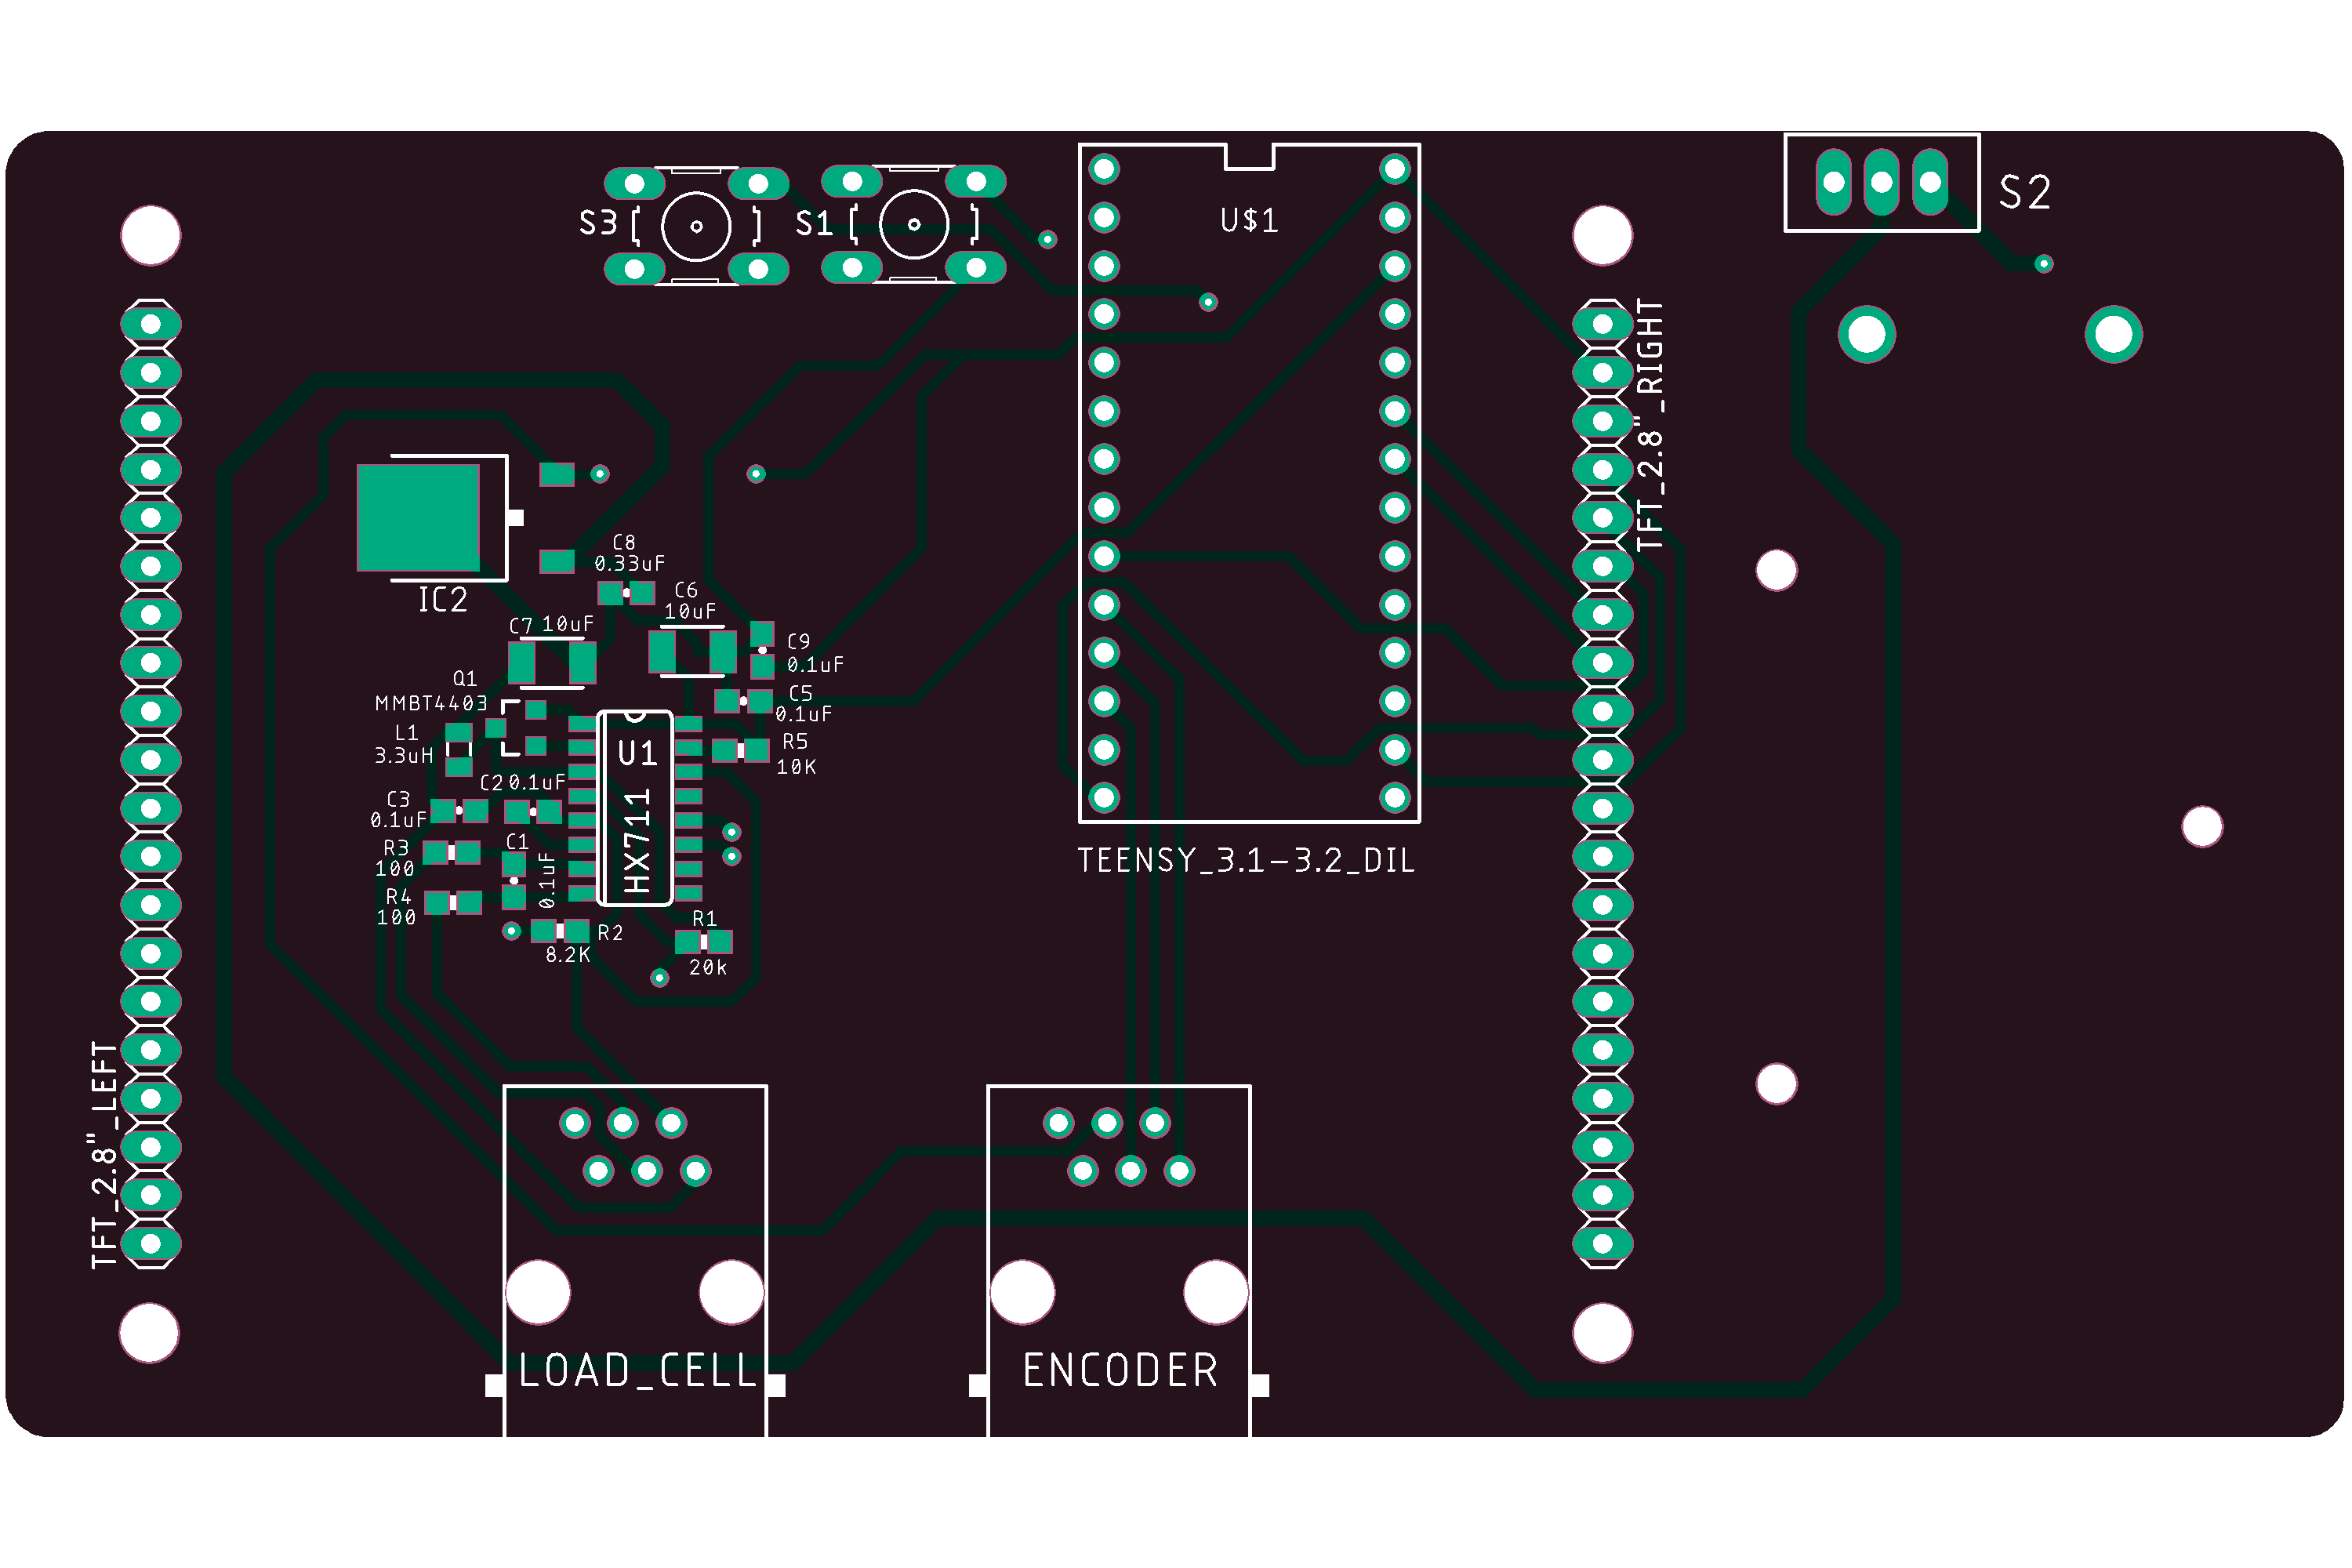 S3
S1
U$1
S2
TFT_2.8"_RIGHT
C8
0.33uF
IC2
C6
10uF
C7 10uF
C9
0.1uF
Q1
MMBT4403
C5
0.1uF
L1
3.3uH
U1
HX711
R5
10K
C2 0.1uF
C3
0.1uF
C1
0.1uF
R3
100
R4
100
TEENSY_3.1-3.2_DIL
R1
20k
R2
8.2K
TFT_2.8"_LEFT
LOAD_CELL
ENCODER